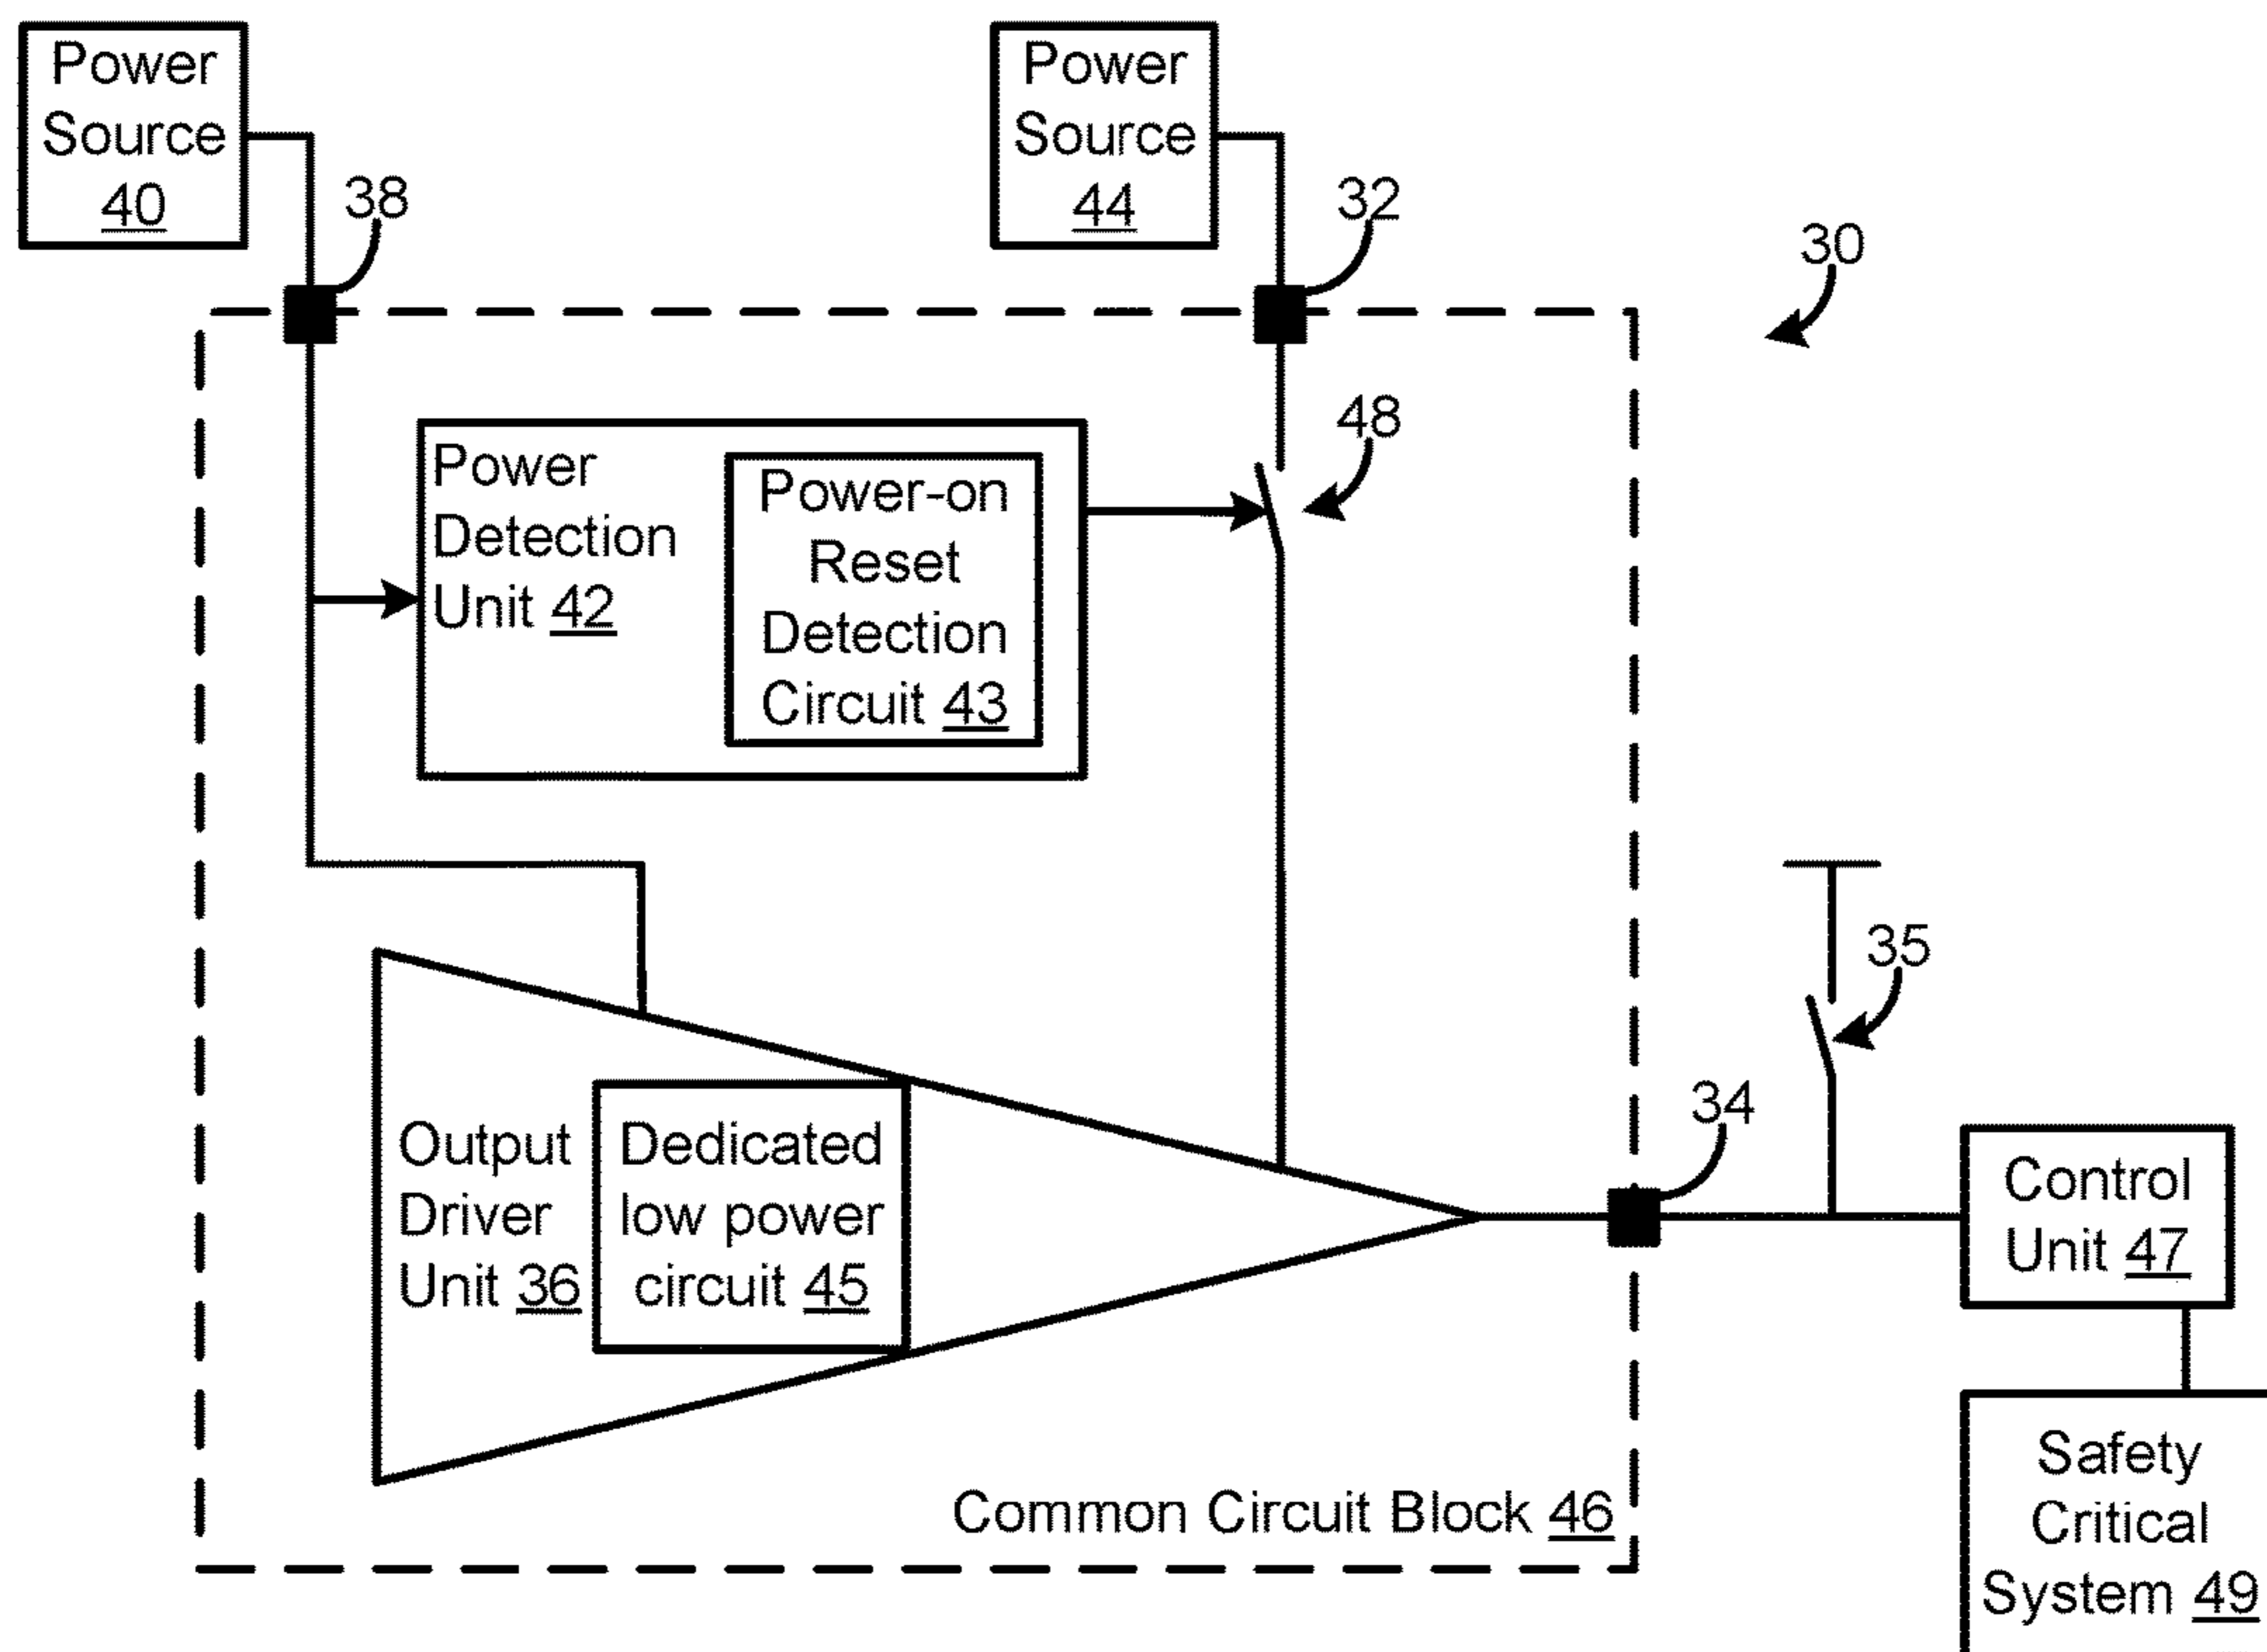 Power
Source
40
Power
Source
44
38
32
30
48
Power
Detection
Unit 42
Power-on
Reset
Detection
Circuit 43
35
34
Output
Driver
Unit 36
Dedicated
low power
circuit 45
Control
Unit 47
Common Circuit Block 46
Safety
Critical
System 49